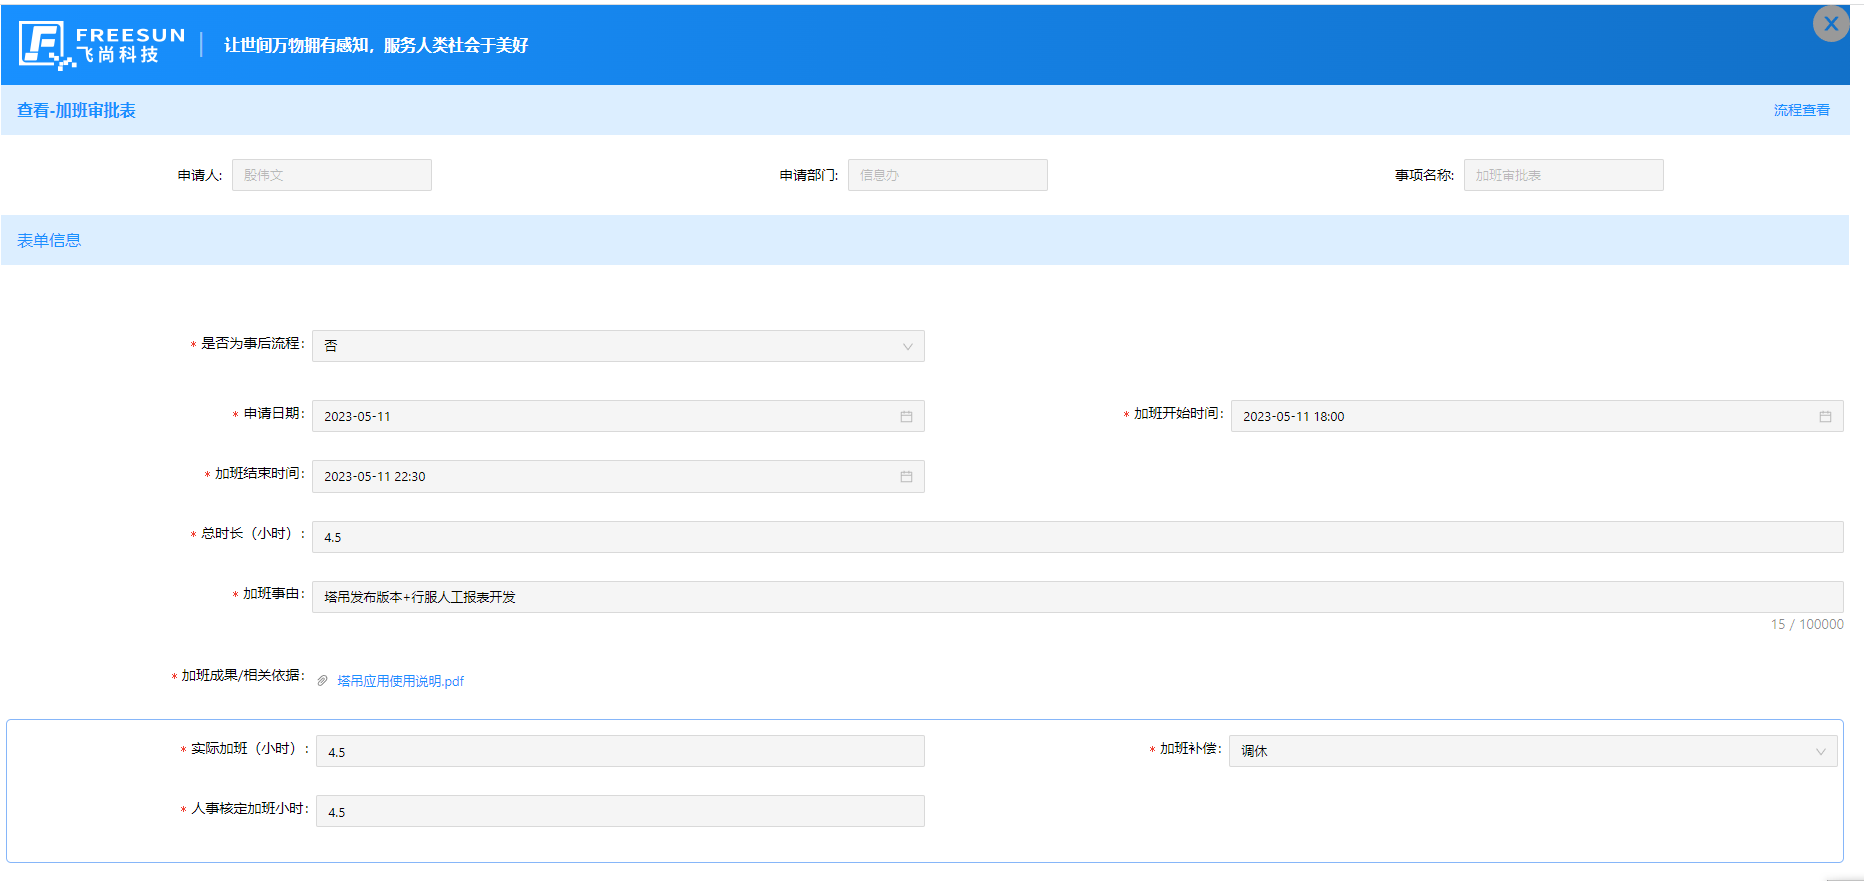 FREESUN
飞尚科技
让世间万物拥有感知，服务人类社会于美好
查看-加班审批表
流程查看
申请人: 殷伟文
申请部门: 信息办
事项名称: 加班审批表
表单信息
* 是否为事后流程: 否
* 申请日期: 2023-05-11
* 加班开始时间: 2023-05-11 18:00
* 加班结束时间: 2023-05-11 22:30
* 总时长（小时）: 4.5
* 加班事由: 塔吊发布版本+行服人工报表开发
15 / 100000
* 加班成果/相关依据: 塔吊应用使用说明.pdf
* 实际加班（小时）: 4.5
* 加班补偿: 调休
* 人事核定加班小时: 4.5